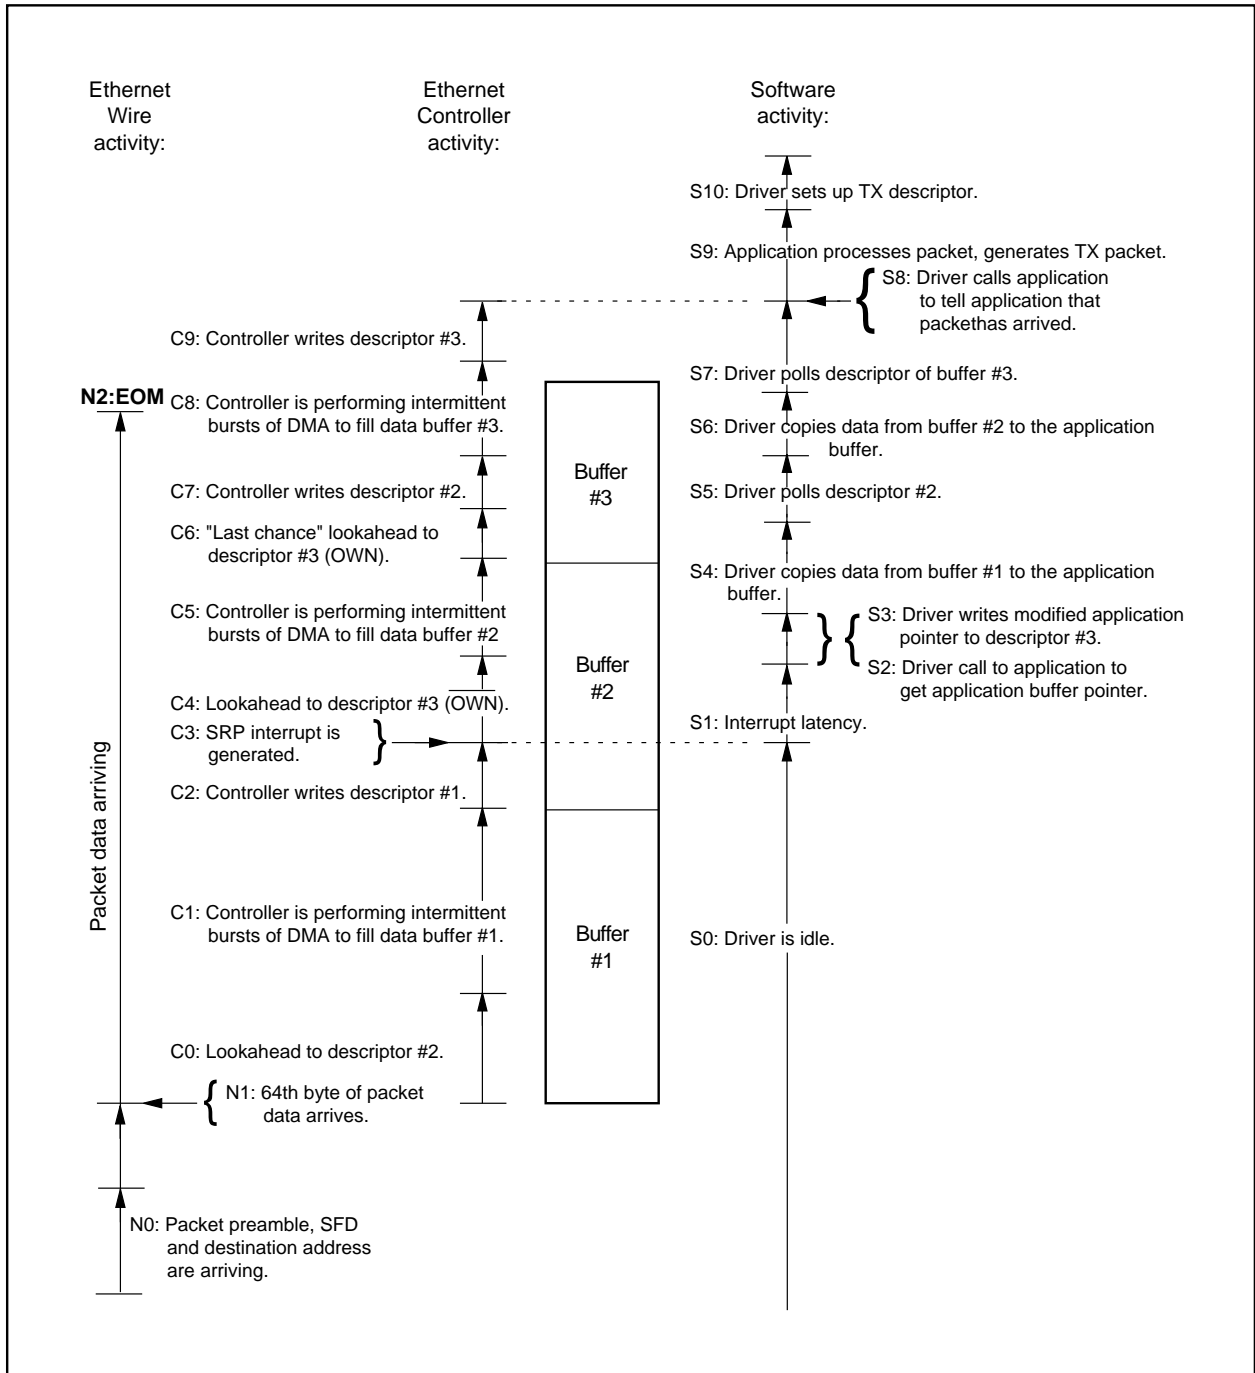 Ethernet
Wire
activity:
Ethernet
Controller
activity:
Software
activity:
S10: Driver sets up TX descriptor.
S9: Application processes packet, generates TX packet.
S8: Driver calls application
to tell application that
packethas arrived.
C9: Controller writes descriptor #3.
S7: Driver polls descriptor of buffer #3.
N2:EOM
C8: Controller is performing intermittent
bursts of DMA to fill data buffer #3.
S6: Driver copies data from buffer #2 to the application
buffer.
Buffer
#3
C7: Controller writes descriptor #2.
S5: Driver polls descriptor #2.
C6: "Last chance" lookahead to
descriptor #3 (OWN).
S4: Driver copies data from buffer #1 to the application
buffer.
C5: Controller is performing intermittent
bursts of DMA to fill data buffer #2
S3: Driver writes modified application
pointer to descriptor #3.
Buffer
#2
S2: Driver call to application to
get application buffer pointer.
C4: Lookahead to descriptor #3 (OWN).
S1: Interrupt latency.
C3: SRP interrupt is
generated.
C2: Controller writes descriptor #1.
Packet data arriving
C1: Controller is performing intermittent
bursts of DMA to fill data buffer #1.
Buffer
#1
S0: Driver is idle.
C0: Lookahead to descriptor #2.
N1: 64th byte of packet
data arrives.
N0: Packet preamble, SFD
and destination address
are arriving.